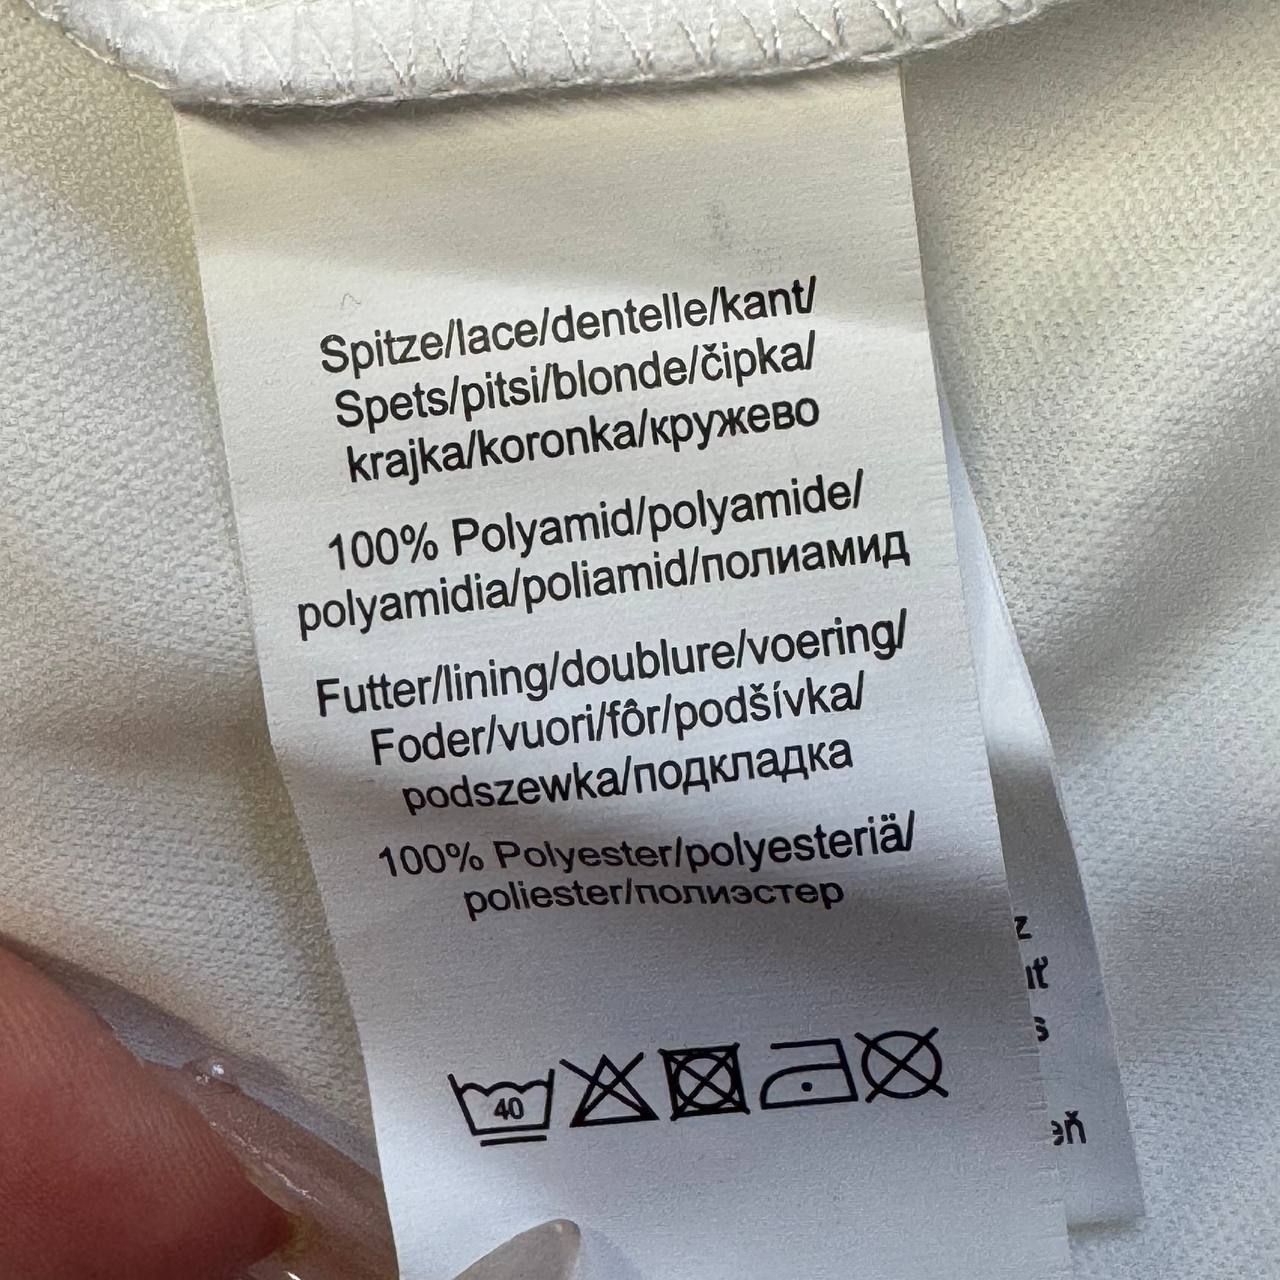 Spitze/lace/dentelle/kant/
Spets/pitsi/blonde/čipka/
krajka/koronka/кружево
100% Polyamid/polyamide/
polyamidia/poliamid/полиамид
Futter/lining/doublure/voering/
Foder/vuori/fôr/podšívka/
podszewka/подкладка
100% Polyester/polyesteriä/
poliester/полиэстер
40